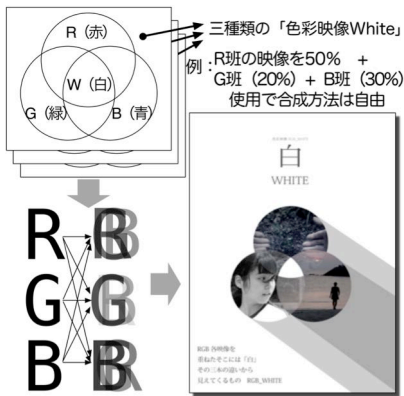 R（赤）
W（白）
G（緑）
B（青）
三種類の「色彩映像White」
例：R班の映像を50% ＋
G班（20%）＋ B班（30%）
使用で合成方法は自由
R
G
B
R
G
B
白
WHITE
RGB 各映像を
重ねたそこには「白」
その三本の違いから
見えてくるもの RGB_WHITE